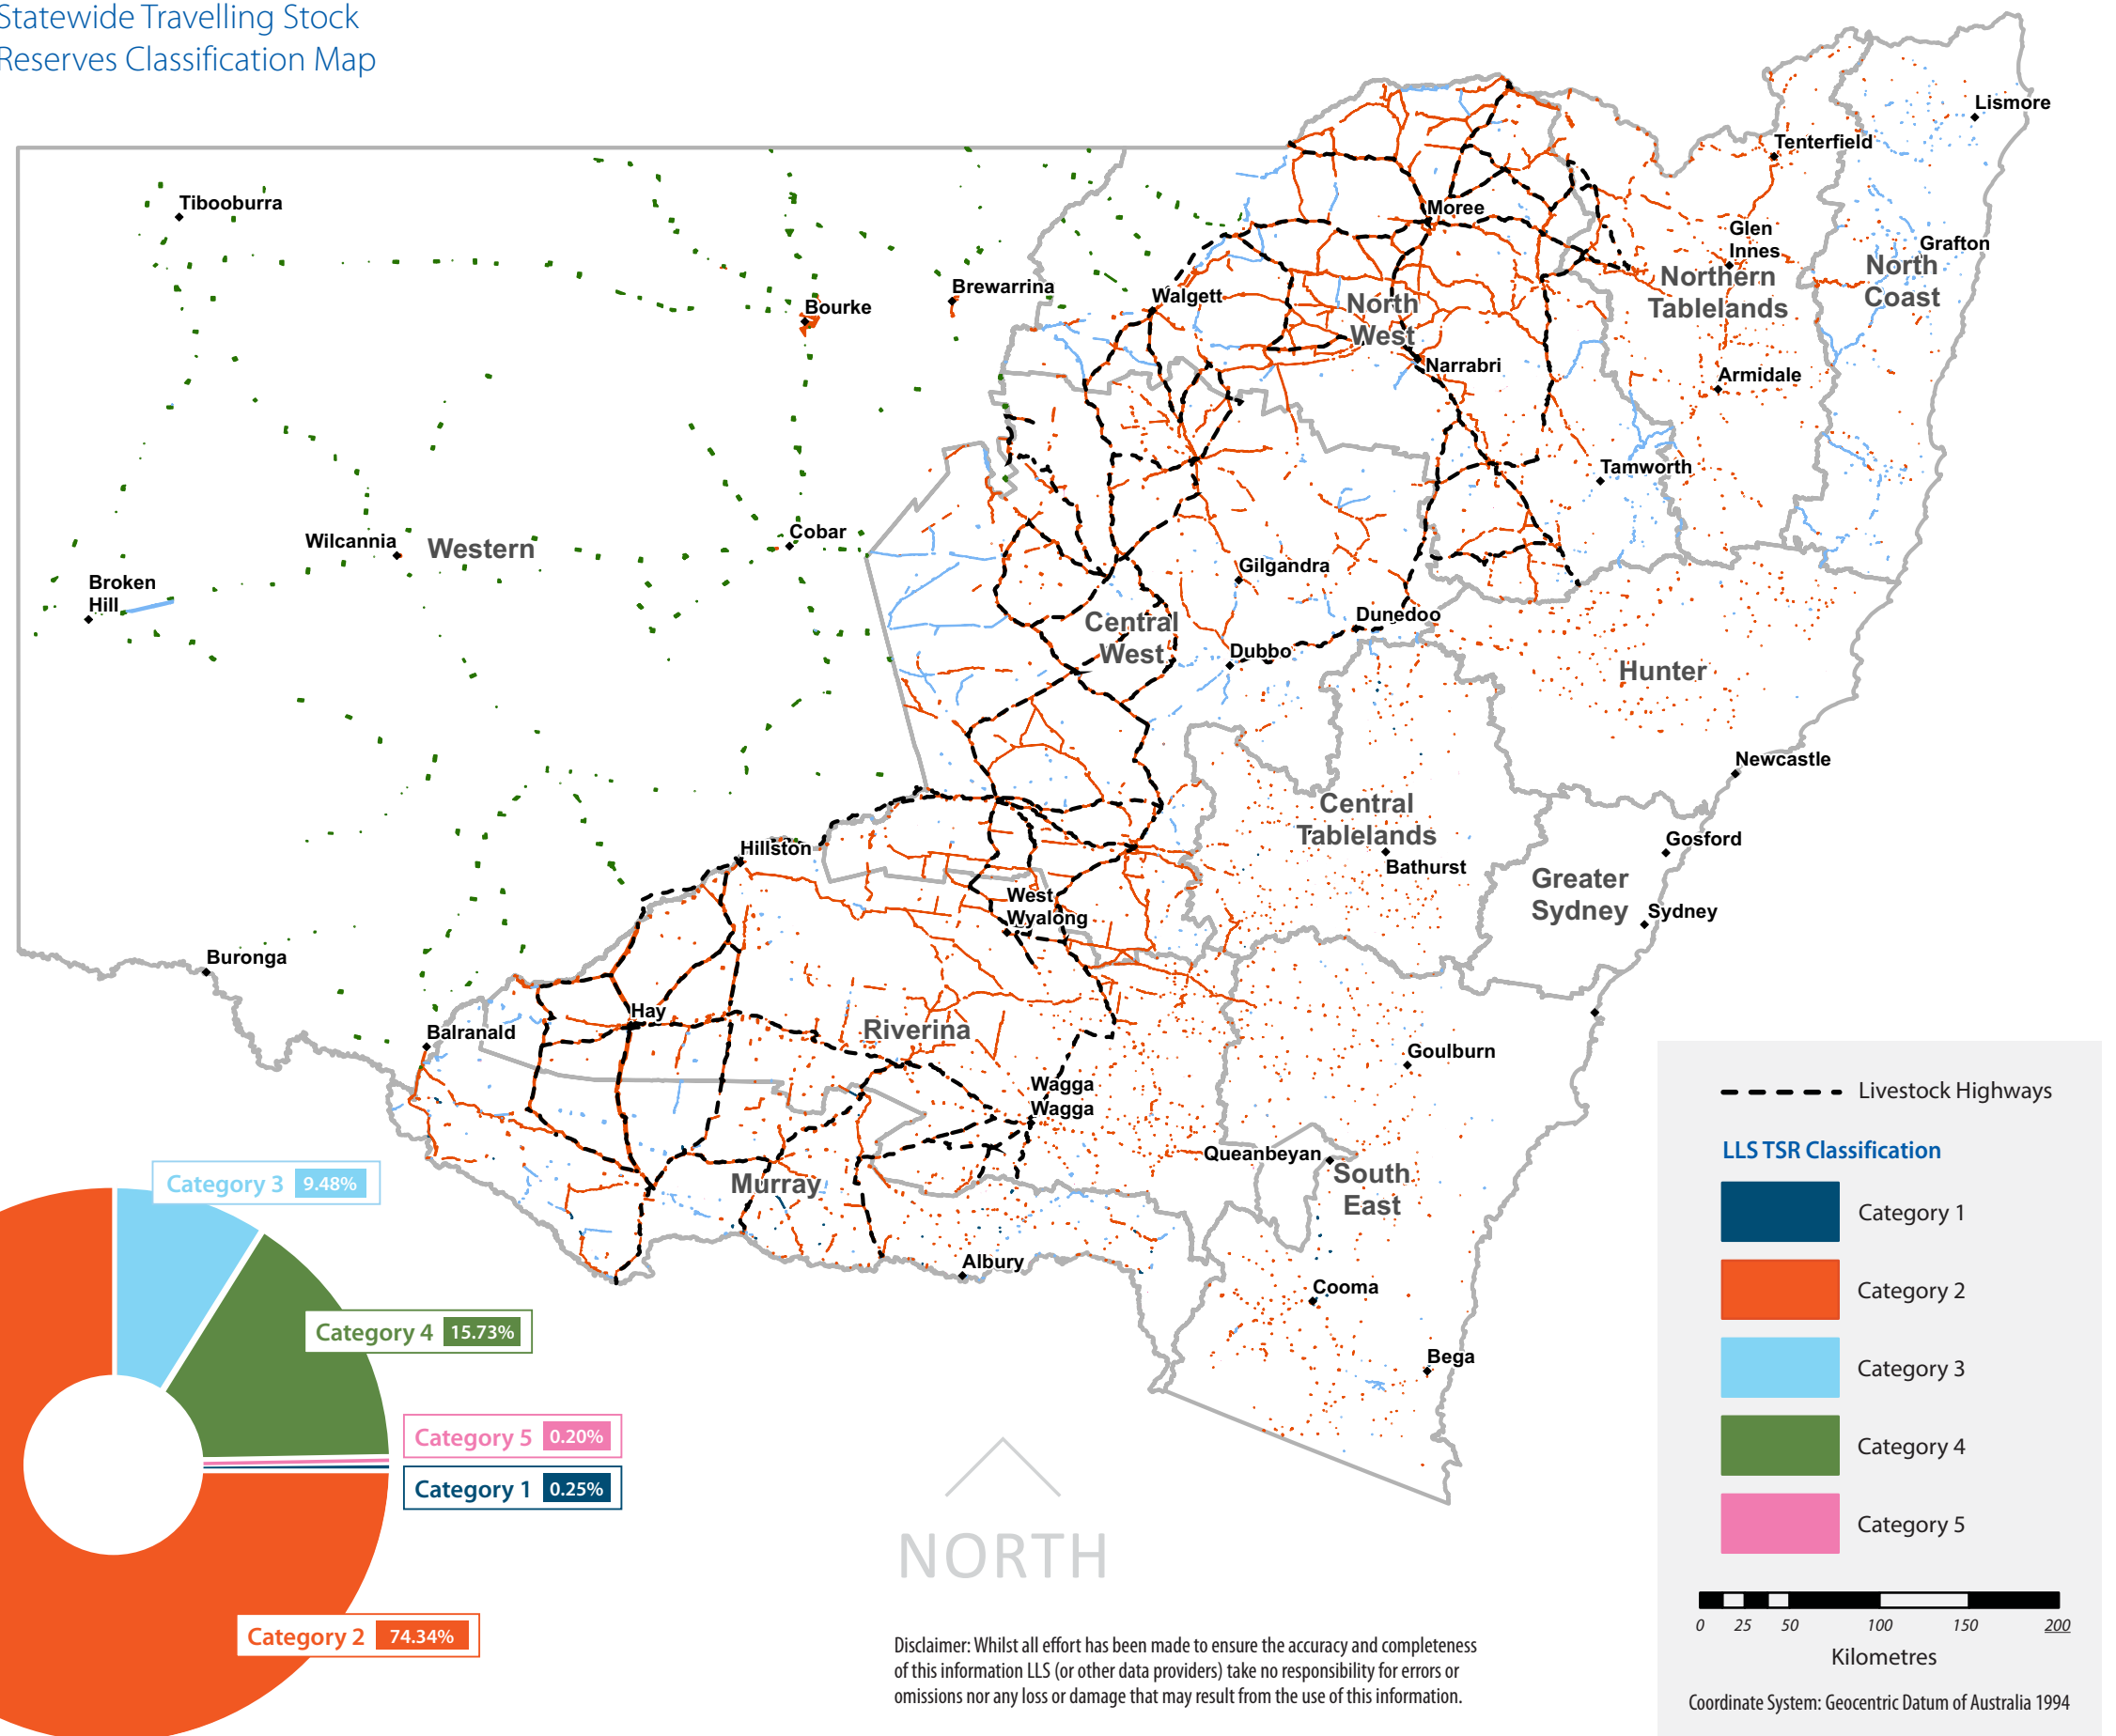 Statewide Travelling Stock
Reserves Classification Map
Lismore
Tenterfield
Tibooburra
Moree
Glen
Innes
Grafton
North
Coast
Northern
Tablelands
Brewarrina
Walgett
Bourke
North
West
Narrabri
Armidale
Tamworth
Cobar
Wilcannia
Western
Gilgandra
Broken
Hill
Dunedoo
Central
West
Dubbo
Hunter
Newcastle
Central
Tablelands
Gosford
Hillston
Bathurst
Greater
Sydney
West
Wyalong
Sydney
Buronga
Hay
Riverina
Balranald
Goulburn
Wagga
Wagga
Queanbeyan
South
East
Murray
Albury
Cooma
Bega
Livestock Highways
LLS TSR Classification
Category 1
Category 2
Category 3
Category 4
Category 5
0 25 50 100 150 200
Kilometres
Coordinate System: Geocentric Datum of Australia 1994
Category 3 9.48%
Category 4 15.73%
Category 5 0.20%
Category 1 0.25%
Category 2 74.34%
NORTH
Disclaimer: Whilst all effort has been made to ensure the accuracy and completeness
of this information LLS (or other data providers) take no responsibility for errors or
omissions nor any loss or damage that may result from the use of this information.